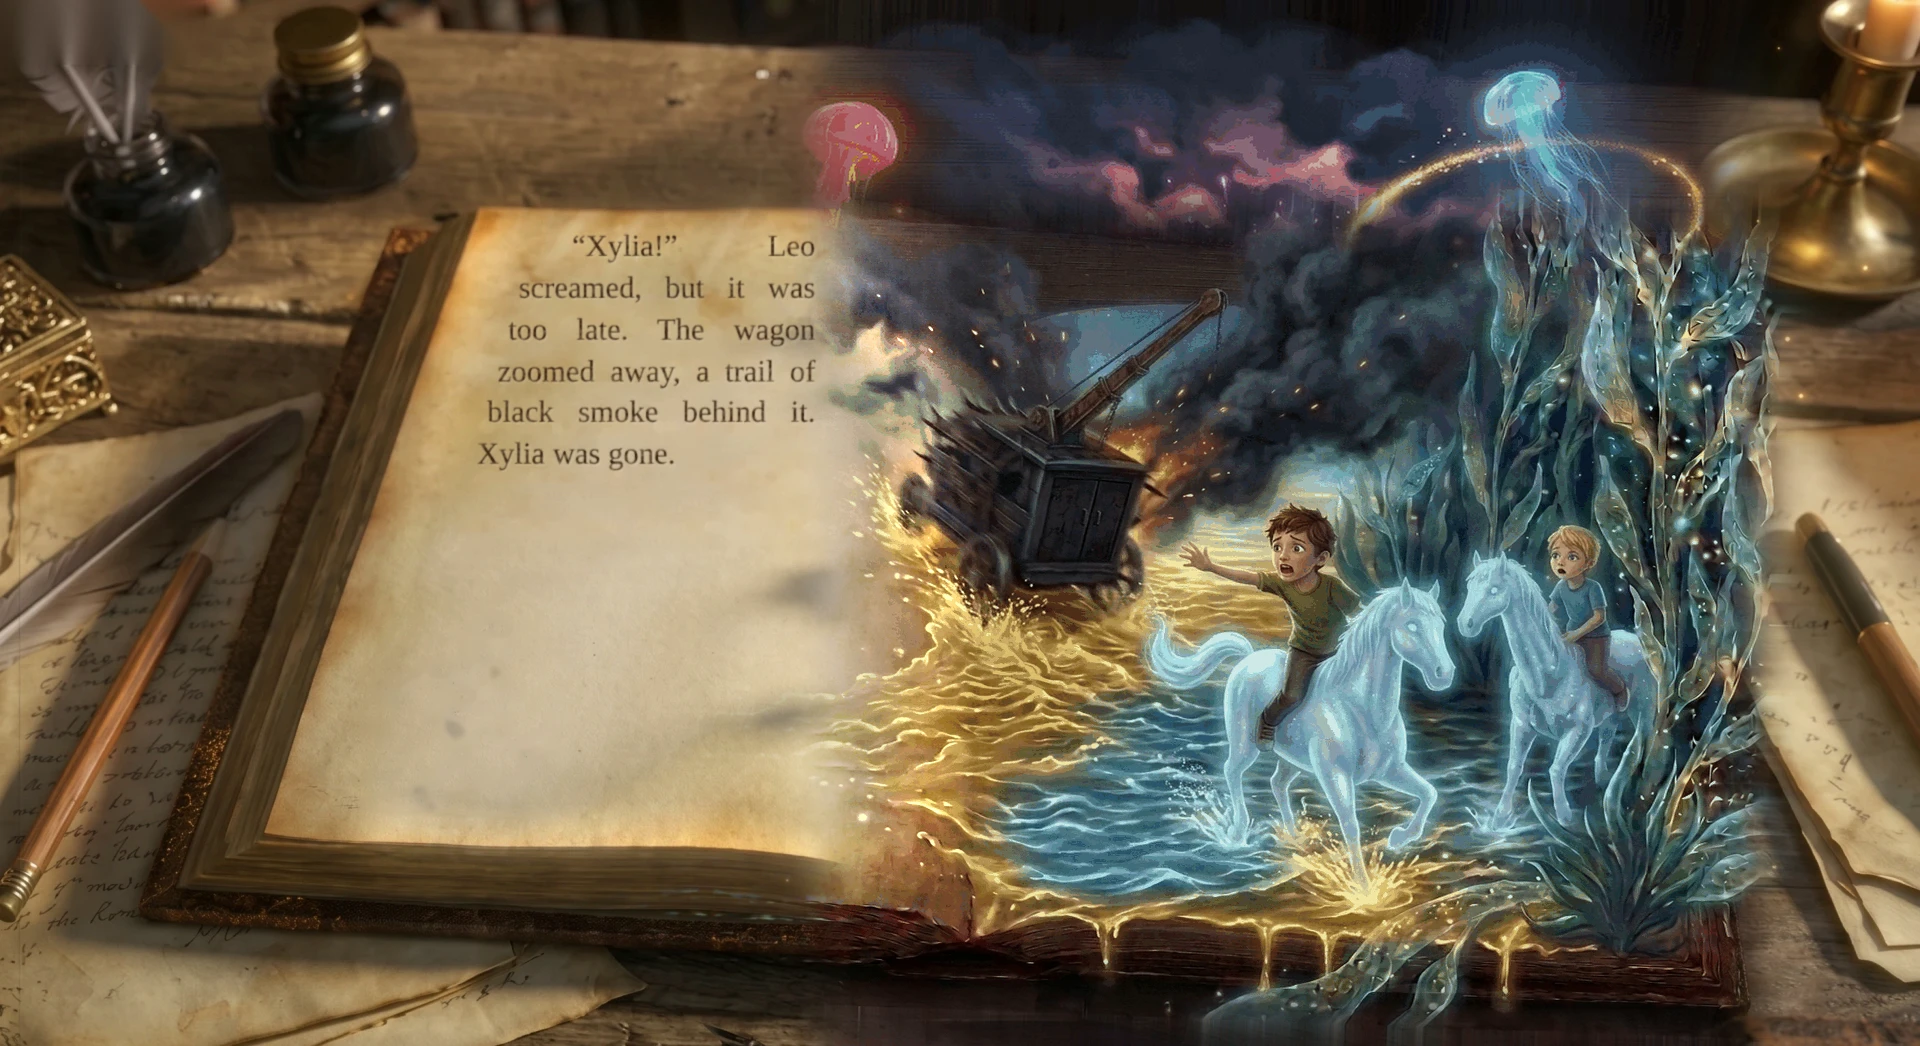 “Xylia!” Leo
screamed, but it was
too late. The wagon
zoomed away, a trail of
black smoke behind it.
Xylia was gone.